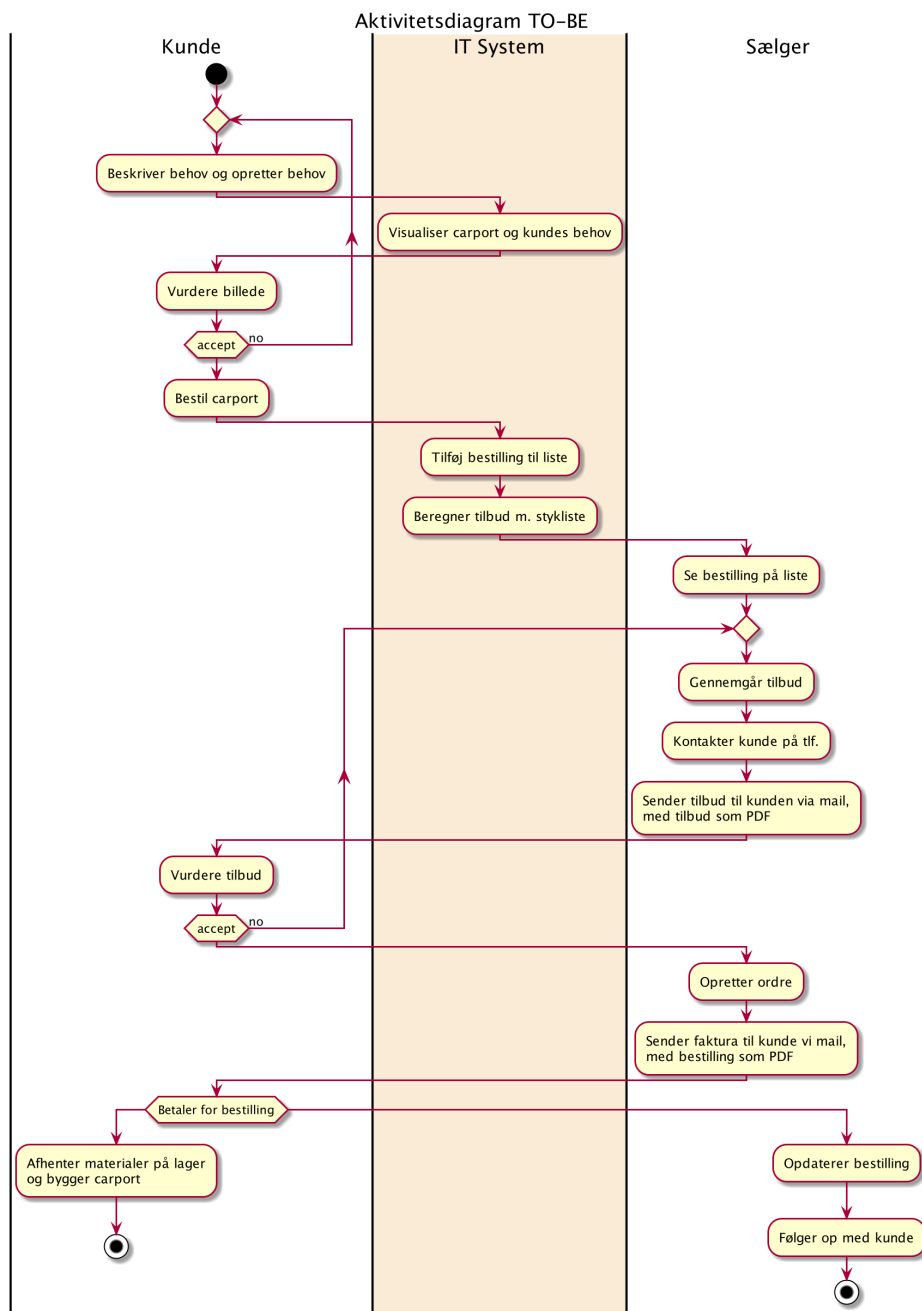 Aktivitetsdiagram TO-BE
Kunde
IT System
Sælger
Beskriver behov og opretter behov
Visualiser carport og kundes behov
Vurdere billede
accept
no
Bestil carport
Tilføj bestilling til liste
Beregner tilbud m. stykliste
Se bestilling på liste
Gennemgår tilbud
Kontakter kunde på tlf.
Sender tilbud til kunden via mail,
med tilbud som PDF
Vurdere tilbud
accept
no
Opretter ordre
Sender faktura til kunde vi mail,
med bestilling som PDF
Betaler for bestilling
Afhenter materialer på lager
og bygger carport
Opdaterer bestilling
Følger op med kunde